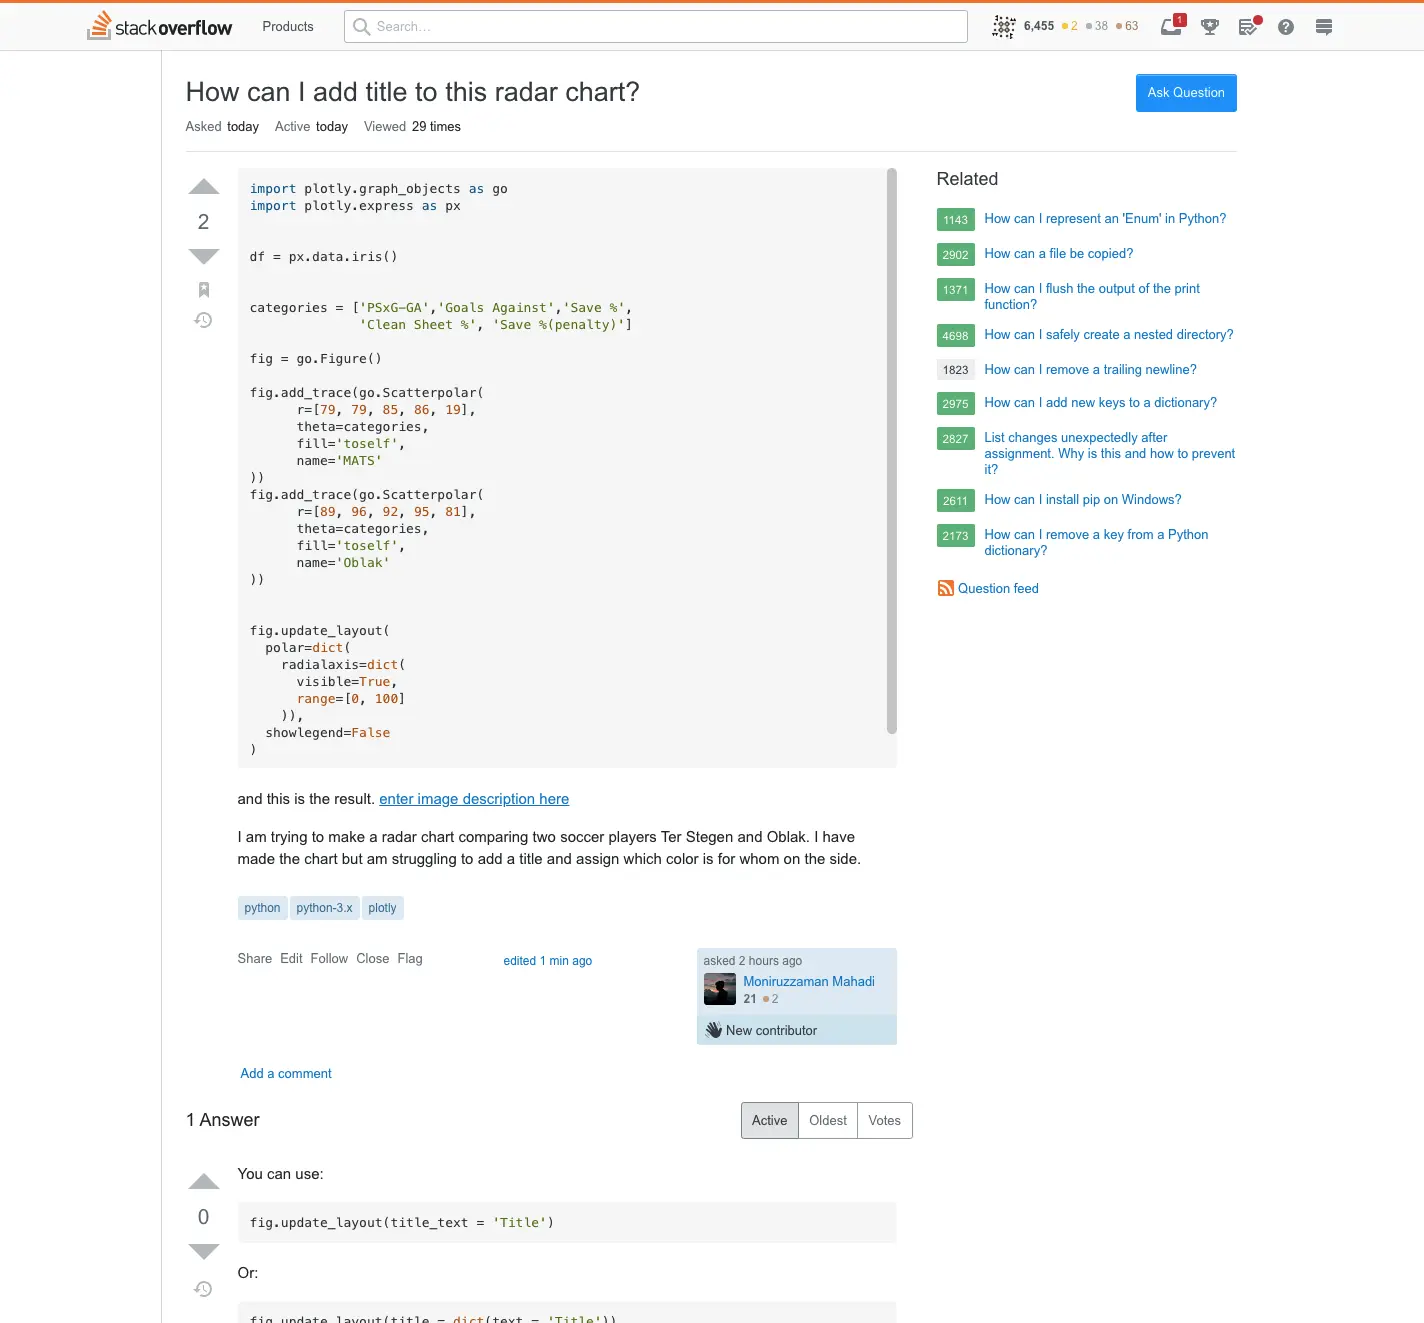 stackoverflow
Products
Search…
6,455 2 38 63
1
How can I add title to this radar chart?
Ask Question
Asked today Active today Viewed 29 times
2
import plotly.graph_objects as go
import plotly.express as px
df = px.data.iris()
categories = ['PSxG-GA','Goals Against','Save %',
'Clean Sheet %', 'Save %(penalty)']
fig = go.Figure()
fig.add_trace(go.Scatterpolar(
r=[79, 79, 85, 86, 19],
theta=categories,
fill='toself',
name='MATS'
))
fig.add_trace(go.Scatterpolar(
r=[89, 96, 92, 95, 81],
theta=categories,
fill='toself',
name='Oblak'
))
fig.update_layout(
polar=dict(
radialaxis=dict(
visible=True,
range=[0, 100]
)),
showlegend=False
)
and this is the result. enter image description here
I am trying to make a radar chart comparing two soccer players Ter Stegen and Oblak. I have
made the chart but am struggling to add a title and assign which color is for whom on the side.
python python-3.x plotly
Share Edit Follow Close Flag
edited 1 min ago
asked 2 hours ago
Moniruzzaman Mahadi
21 2
New contributor
Add a comment
1 Answer
Active Oldest Votes
0
You can use:
fig.update_layout(title_text = 'Title')
Or:
fig.update_layout(title = dict(text = 'Title'))
Related
1143 How can I represent an 'Enum' in Python?
2902 How can a file be copied?
1371 How can I flush the output of the print
function?
4698 How can I safely create a nested directory?
1823 How can I remove a trailing newline?
2975 How can I add new keys to a dictionary?
2827 List changes unexpectedly after
assignment. Why is this and how to prevent
it?
2611 How can I install pip on Windows?
2173 How can I remove a key from a Python
dictionary?
Question feed